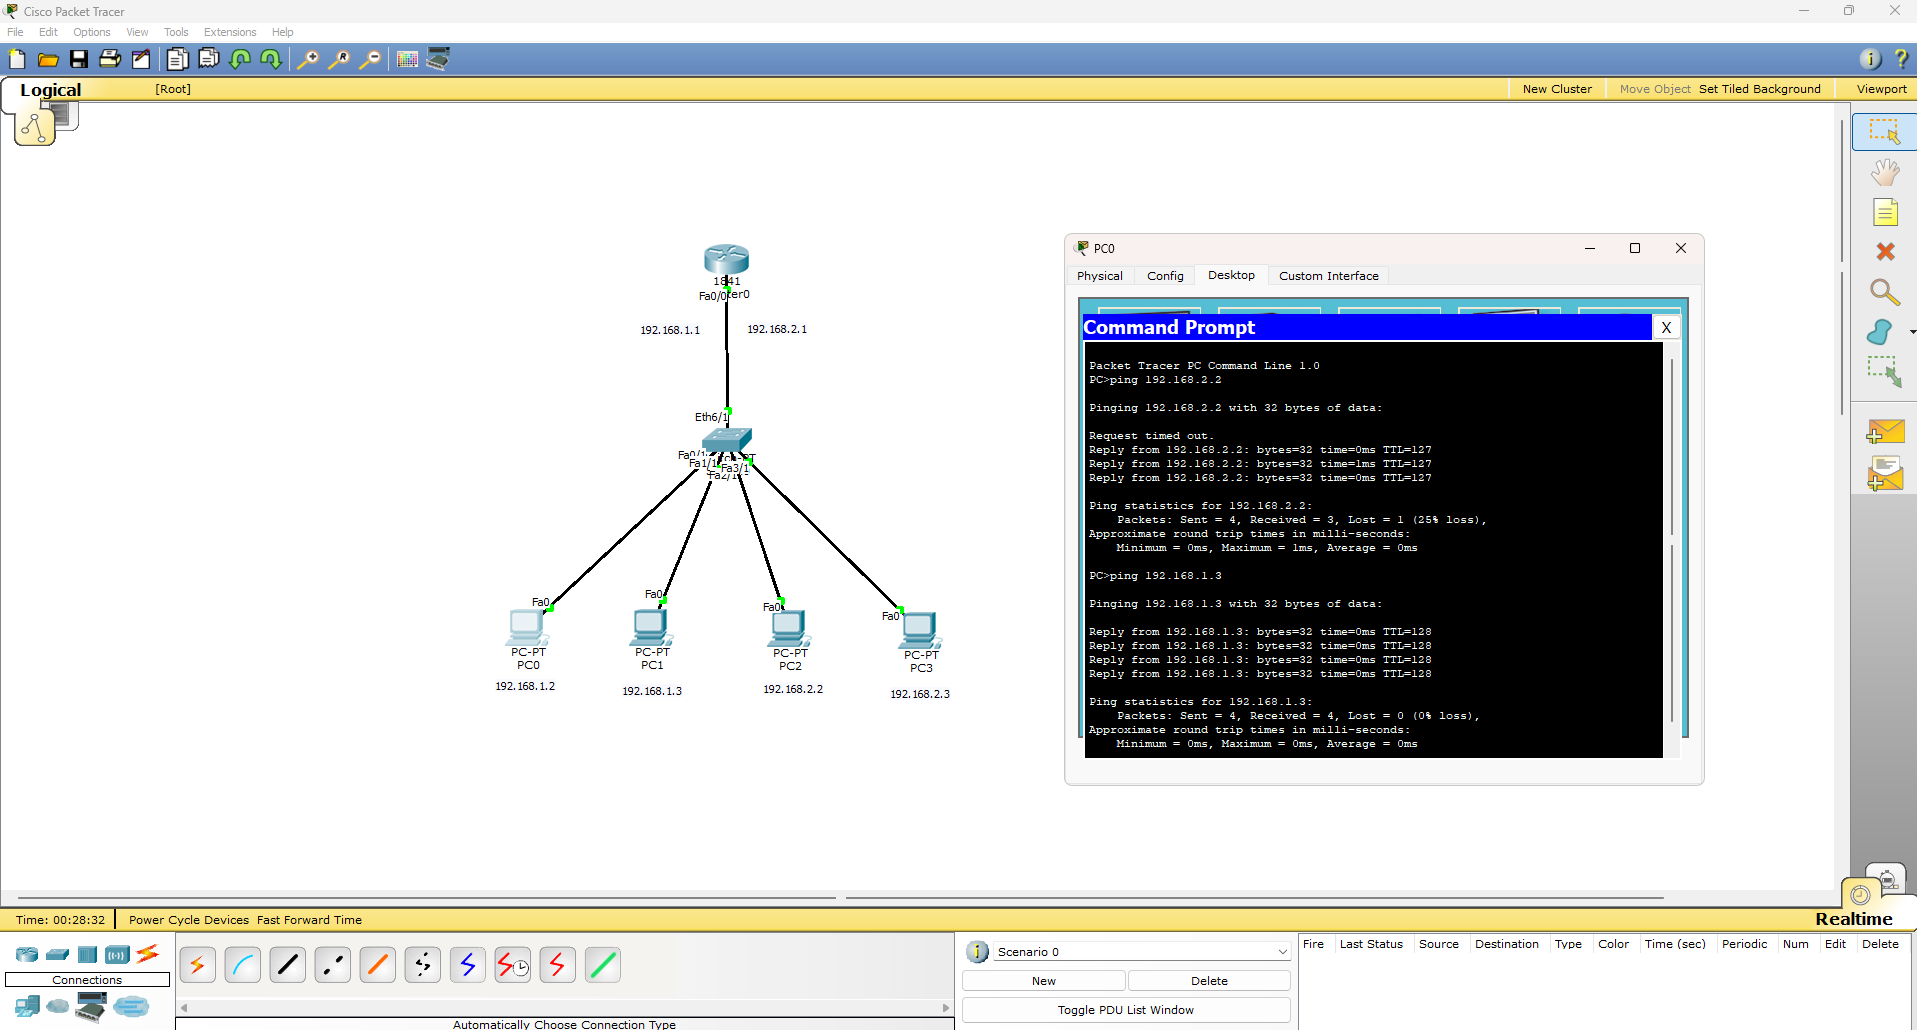 Cisco Packet Tracer
File Edit Options View Tools Extensions Help
Logical
[Root]
New Cluster
Move Object
Set Tiled Background
Viewport
1841
Fa0/0
192.168.1.1
192.168.2.1
Eth6/1
Fa0/1
Fa1/1
Fa3/1
Fa2/1
Fa0
Fa0
Fa0
Fa0
PC-PT
PC0
192.168.1.2
PC-PT
PC1
192.168.1.3
PC-PT
PC2
192.168.2.2
PC-PT
PC3
192.168.2.3
PC0
Physical Config Desktop Custom Interface
Command Prompt
X
Packet Tracer PC Command Line 1.0
PC>ping 192.168.2.2
Pinging 192.168.2.2 with 32 bytes of data:
Request timed out.
Reply from 192.168.2.2: bytes=32 time=0ms TTL=127
Reply from 192.168.2.2: bytes=32 time=1ms TTL=127
Reply from 192.168.2.2: bytes=32 time=0ms TTL=127
Ping statistics for 192.168.2.2:
Packets: Sent = 4, Received = 3, Lost = 1 (25% loss),
Approximate round trip times in milli-seconds:
Minimum = 0ms, Maximum = 1ms, Average = 0ms
PC>ping 192.168.1.3
Pinging 192.168.1.3 with 32 bytes of data:
Reply from 192.168.1.3: bytes=32 time=0ms TTL=128
Reply from 192.168.1.3: bytes=32 time=0ms TTL=128
Reply from 192.168.1.3: bytes=32 time=0ms TTL=128
Reply from 192.168.1.3: bytes=32 time=0ms TTL=128
Ping statistics for 192.168.1.3:
Packets: Sent = 4, Received = 4, Lost = 0 (0% loss),
Approximate round trip times in milli-seconds:
Minimum = 0ms, Maximum = 0ms, Average = 0ms
Time: 00:28:32
Power Cycle Devices Fast Forward Time
Realtime
Connections
Automatically Choose Connection Type
Scenario 0
New
Delete
Toggle PDU List Window
Fire Last Status Source Destination Type Color Time (sec) Periodic Num Edit Delete